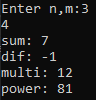 Enter n,m:3
4
sum: 7
dif: -1
multi: 12
power: 81